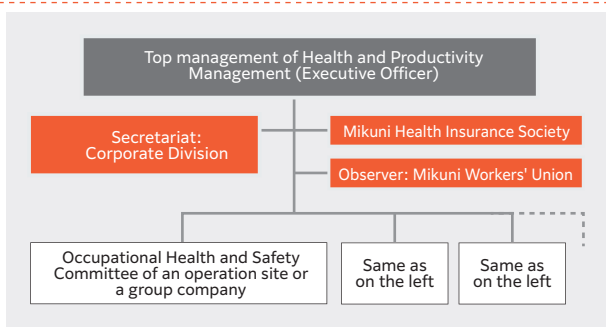 Top management of Health and Productivity
Management (Executive Officer)
Secretariat:
Corporate Division
Mikuni Health Insurance Society
Observer: Mikuni Workers' Union
Occupational Health and Safety
Committee of an operation site or
a group company
Same as
on the left
Same as
on the left